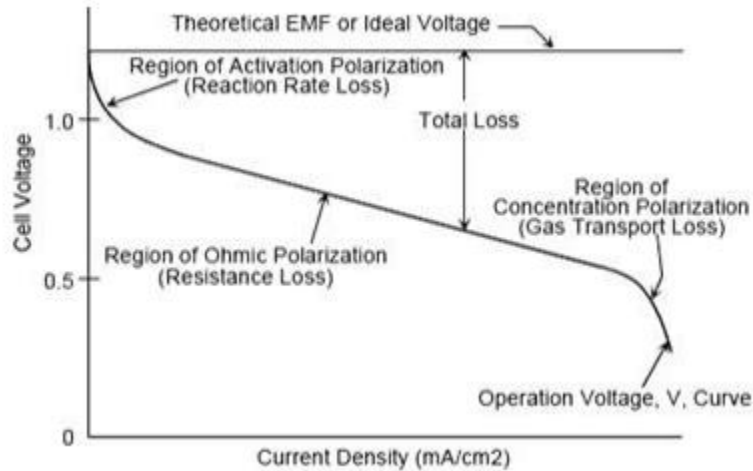 Theoretical EMF or Ideal Voltage
Region of Activation Polarization
(Reaction Rate Loss)
1.0
Total Loss
Cell Voltage
Region of
Concentration Polarization
(Gas Transport Loss)
Region of Ohmic Polarization
(Resistance Loss)
0.5
Operation Voltage, V, Curve
0
Current Density (mA/cm2)